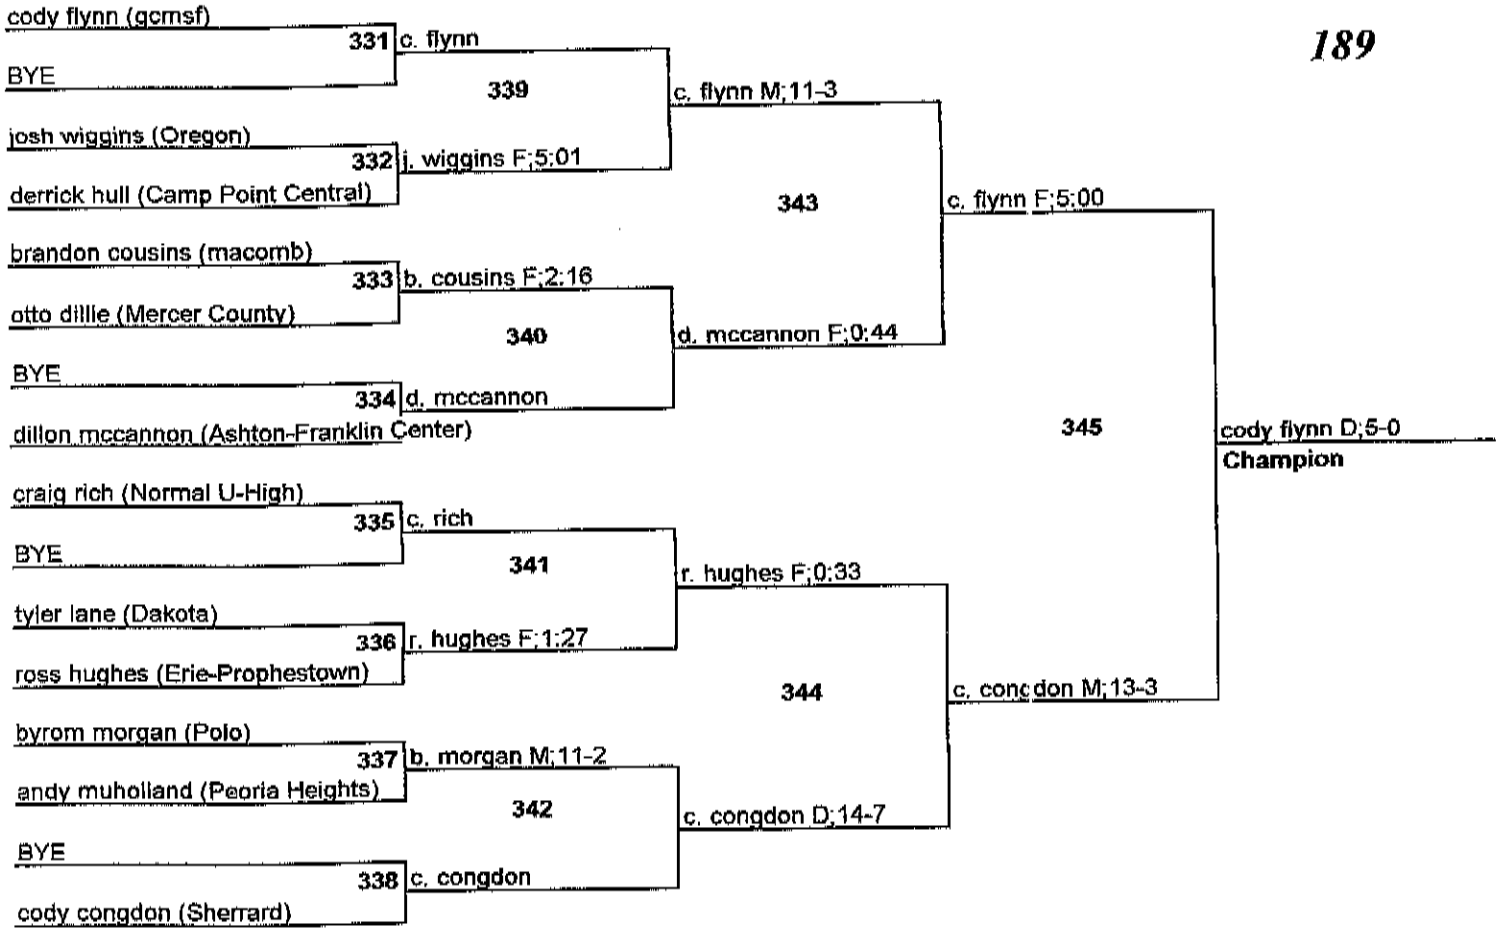 189
cody flynn (gcmsf)
331 c. flynn
BYE
339
c. flynn M;11-3
josh wiggins (Oregon)
332 j. wiggins F;5:01
derrick hull (Camp Point Central)
343
c. flynn F;5:00
brandon cousins (macomb)
333 b. cousins F;2:16
otto dillie (Mercer County)
340
d. mccannon F;0:44
BYE
334 d. mccannon
dillon mccannon (Ashton-Franklin Center)
345
cody flynn D;5-0
Champion
craig rich (Normal U-High)
335 c. rich
BYE
341
r. hughes F;0:33
tyler lane (Dakota)
336 r. hughes F;1:27
ross hughes (Erie-Prophestown)
344
c. congdon M;13-3
byrom morgan (Polo)
337 b. morgan M;11-2
andy muholland (Peoria Heights)
342
c. congdon D;14-7
BYE
338 c. congdon
cody congdon (Sherrard)